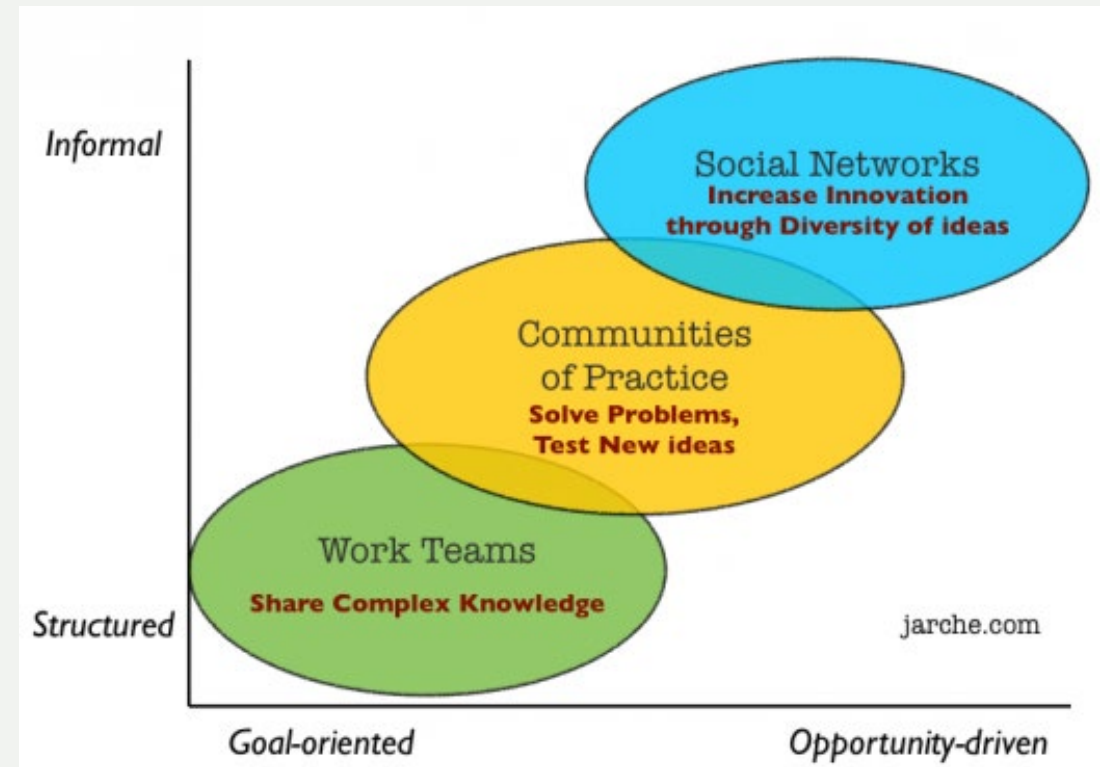 Informal
Social Networks
Increase Innovation
through Diversity of ideas
Communities
of Practice
Solve Problems,
Test New ideas
Work Teams
Share Complex Knowledge
Structured
jarche.com
Goal-oriented
Opportunity-driven